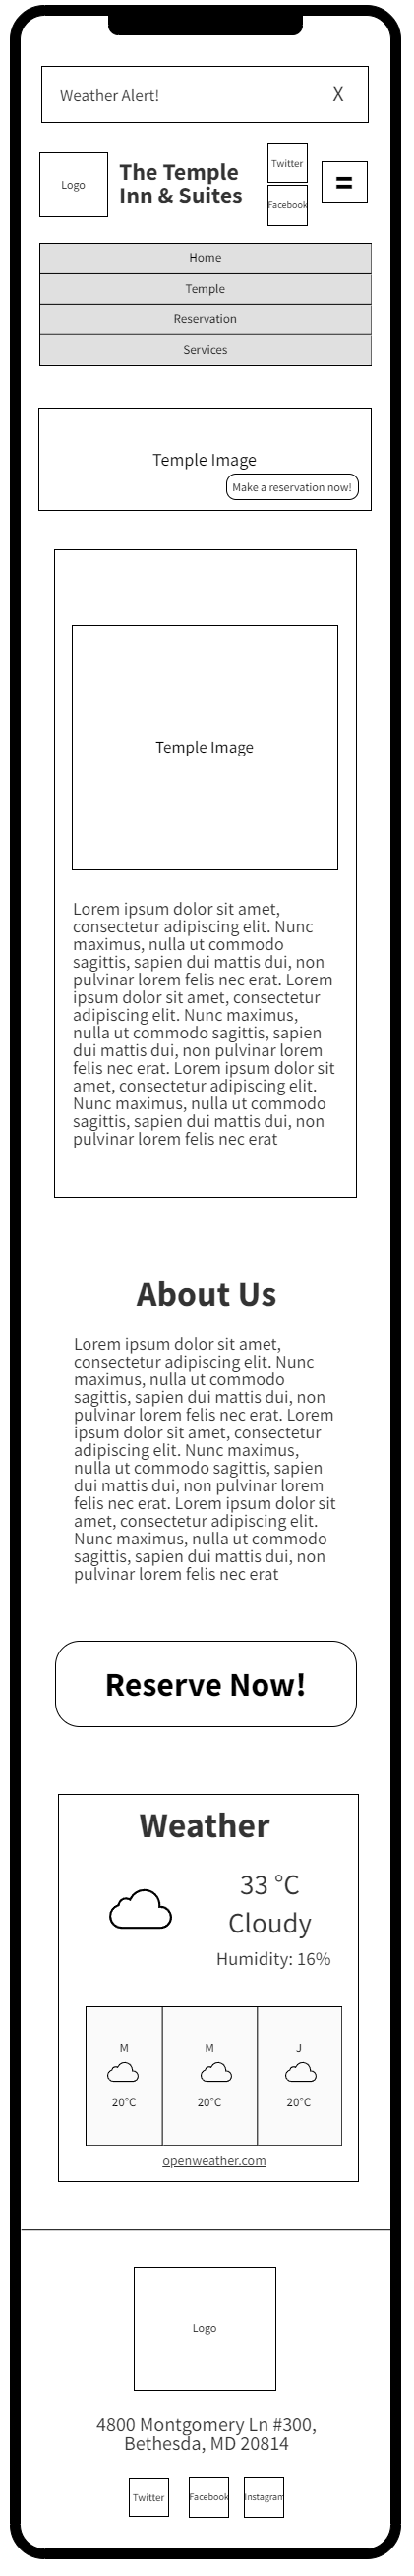 Weather Alert!
X
Logo
The Temple
Inn & Suites
Twitter
Facebook
=
Home
Temple
Reservation
Services
Temple Image
Make a reservation now!
Temple Image
Lorem ipsum dolor sit amet,
consectetur adipiscing elit. Nunc
maximus, nulla ut commodo
sagittis, sapien dui mattis dui, non
pulvinar lorem felis nec erat. Lorem
ipsum dolor sit amet, consectetur
adipiscing elit. Nunc maximus,
nulla ut commodo sagittis, sapien
dui mattis dui, non pulvinar lorem
felis nec erat. Lorem ipsum dolor sit
amet, consectetur adipiscing elit.
Nunc maximus, nulla ut commodo
sagittis, sapien dui mattis dui, non
pulvinar lorem felis nec erat
About Us
Lorem ipsum dolor sit amet,
consectetur adipiscing elit. Nunc
maximus, nulla ut commodo
sagittis, sapien dui mattis dui, non
pulvinar lorem felis nec erat. Lorem
ipsum dolor sit amet, consectetur
adipiscing elit. Nunc maximus,
nulla ut commodo sagittis, sapien
dui mattis dui, non pulvinar lorem
felis nec erat. Lorem ipsum dolor sit
amet, consectetur adipiscing elit.
Nunc maximus, nulla ut commodo
sagittis, sapien dui mattis dui, non
pulvinar lorem felis nec erat
Reserve Now!
Weather
33 °C
Cloudy
Humidity: 16%
M M J
20°C 20°C 20°C
openweather.com
Logo
4800 Montgomery Ln #300,
Bethesda, MD 20814
Twitter Facebook Instagram